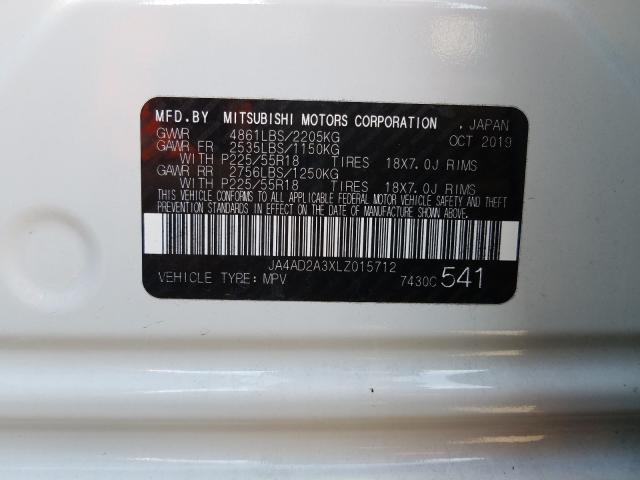 MFD.BY MITSUBISHI MOTORS CORPORATION , JAPAN
GVWR 4861LBS/2205KG OCT 2019
GAWR FR 2535LBS/1150KG
WITH P225/55R18 TIRES 18X7.0J RIMS
GAWR RR 2756LBS/1250KG
WITH P225/55R18 TIRES 18X7.0J RIMS
THIS VEHICLE CONFORMS TO ALL APPLICABLE FEDERAL MOTOR VEHICLE SAFETY AND THEFT
PREVENTION STANDARDS IN EFFECT ON THE DATE OF MANUFACTURE SHOWN ABOVE.
JA4AD2A3XLZ015712
VEHICLE TYPE: MPV 7430C 541